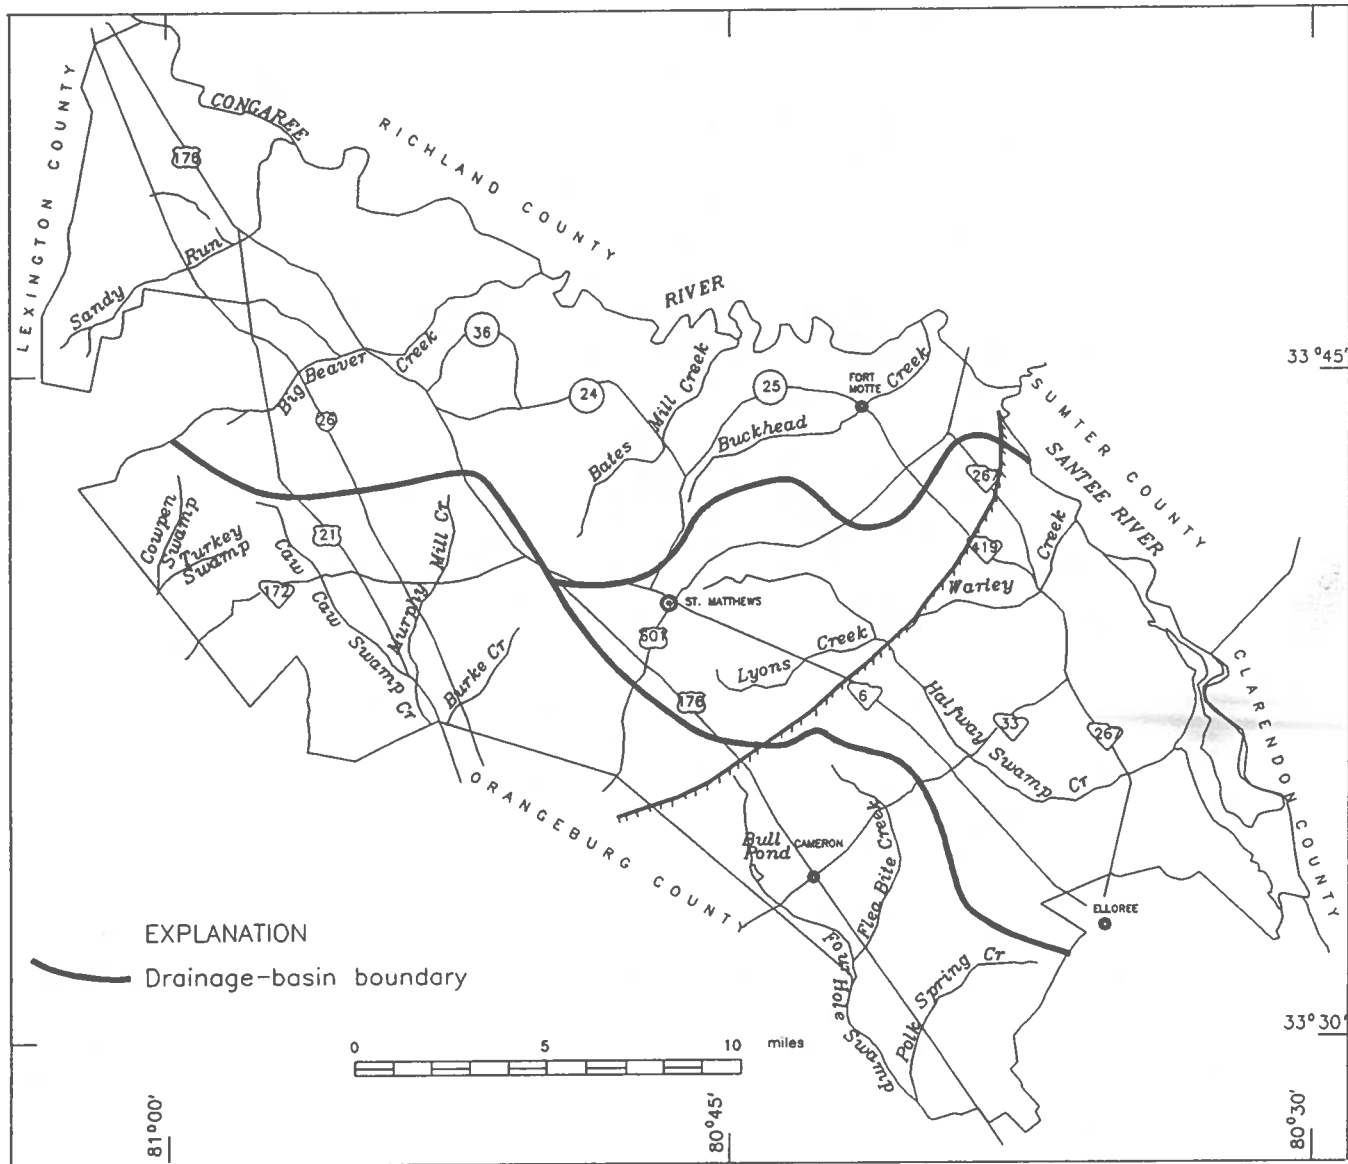 LEXINGTON COUNTY
CONGAREE
RICHLAND COUNTY
176
Sandy Run
RIVER
36
33°45'
Big Beaver Creek
24
25
FORT
MOTTE
Creek
Bates Mill Creek
Buckhead
SUMTER COUNTY
26
SANTEE RIVER
267
Cowpen
Swamp
Turkey
Swamp
21
Caw Caw Swamp Cr
Murphy Mill Cr
419
Creek
Warley
172
ST. MATTHEWS
601
Burke Cr
Lyons Creek
6
176
Halfway Swamp Cr
33
267
CLARENDON COUNTY
ORANGEBURG COUNTY
Bull
Pond
CAMERON
Flea Bite Creek
ELLOREE
EXPLANATION
Drainage-basin boundary
Four Hole Swamp
Polk Spring Cr
33°30'
0 5 10 miles
81°00'
80°45'
80°30'